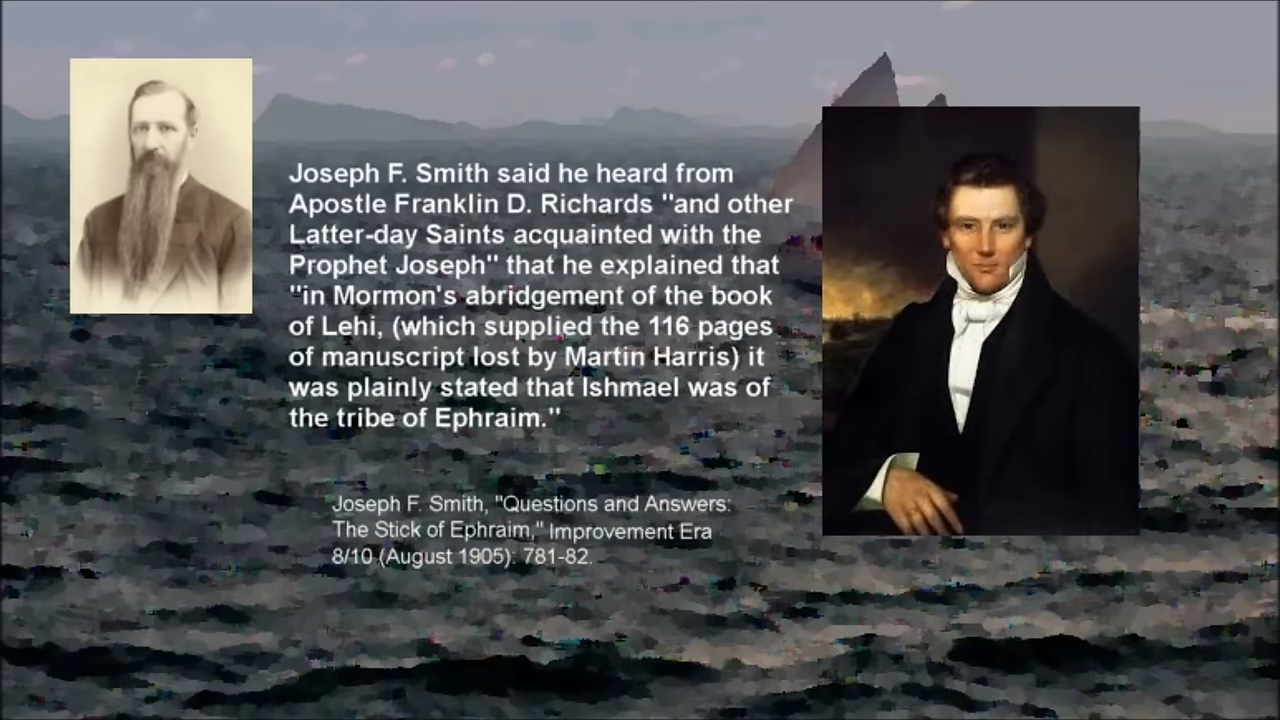 Joseph F. Smith said he heard from
Apostle Franklin D. Richards "and other
Latter-day Saints acquainted with the
Prophet Joseph" that he explained that
"in Mormon's abridgement of the book
of Lehi, (which supplied the 116 pages
of manuscript lost by Martin Harris) it
was plainly stated that Ishmael was of
the tribe of Ephraim."
Joseph F. Smith, "Questions and Answers:
The Stick of Ephraim," Improvement Era
8/10 (August 1905): 781-82.